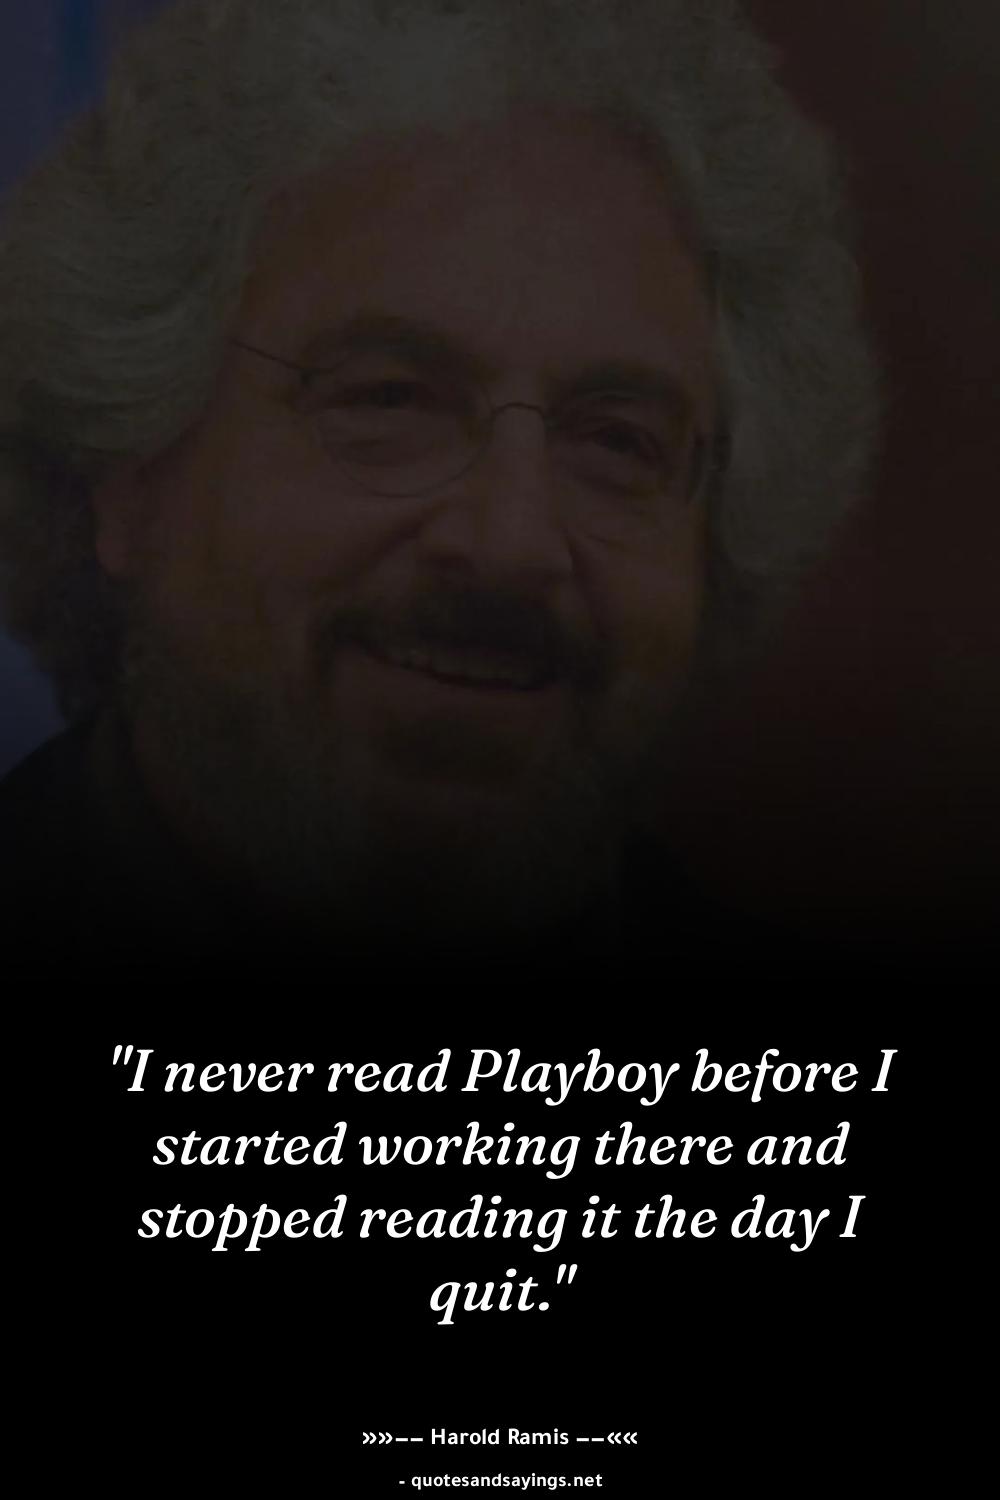 "I never read Playboy before I
started working there and
stopped reading it the day I
quit."
»»—— Harold Ramis ——««
- quotesandsayings.net